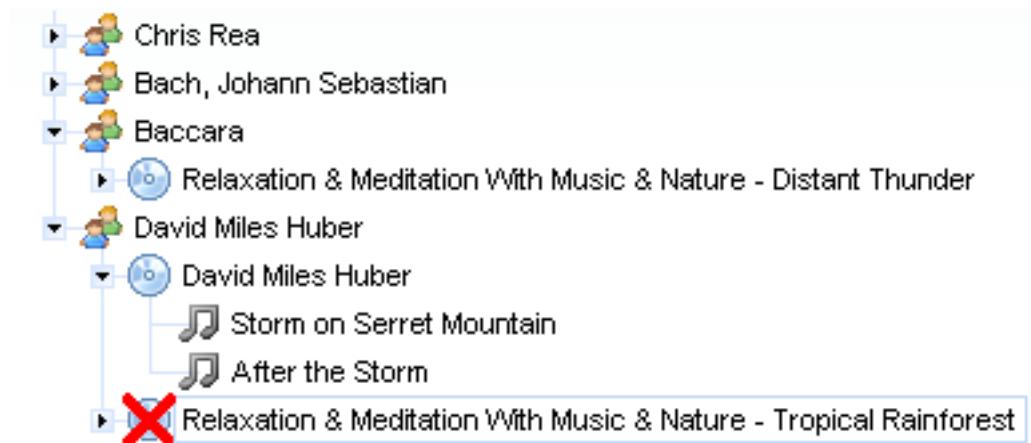 Chris Rea
Bach, Johann Sebastian
Baccara
Relaxation & Meditation With Music & Nature - Distant Thunder
David Miles Huber
David Miles Huber
Storm on Serret Mountain
After the Storm
Relaxation & Meditation With Music & Nature - Tropical Rainforest